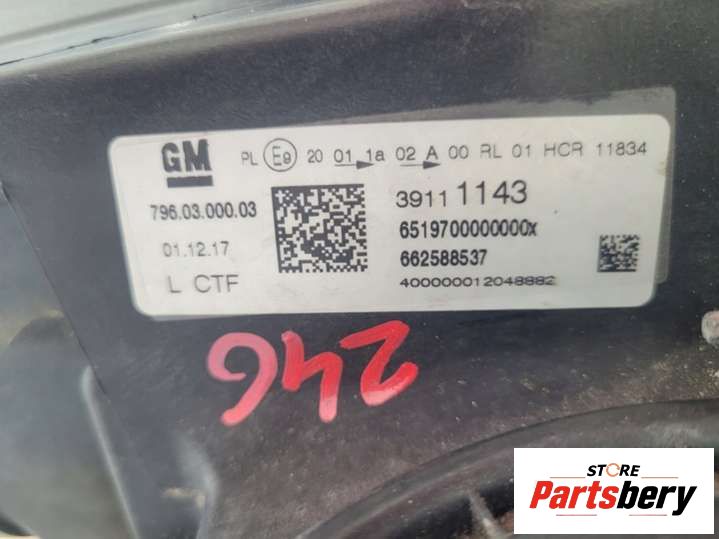 GM PL E9 20 01 1a 02 A 00 RL 01 HCR 11834
796.03.000.03
39111143
01.12.17
6519700000000x
L CTF
662588537
400000012048882
246
STORE
Partsbery